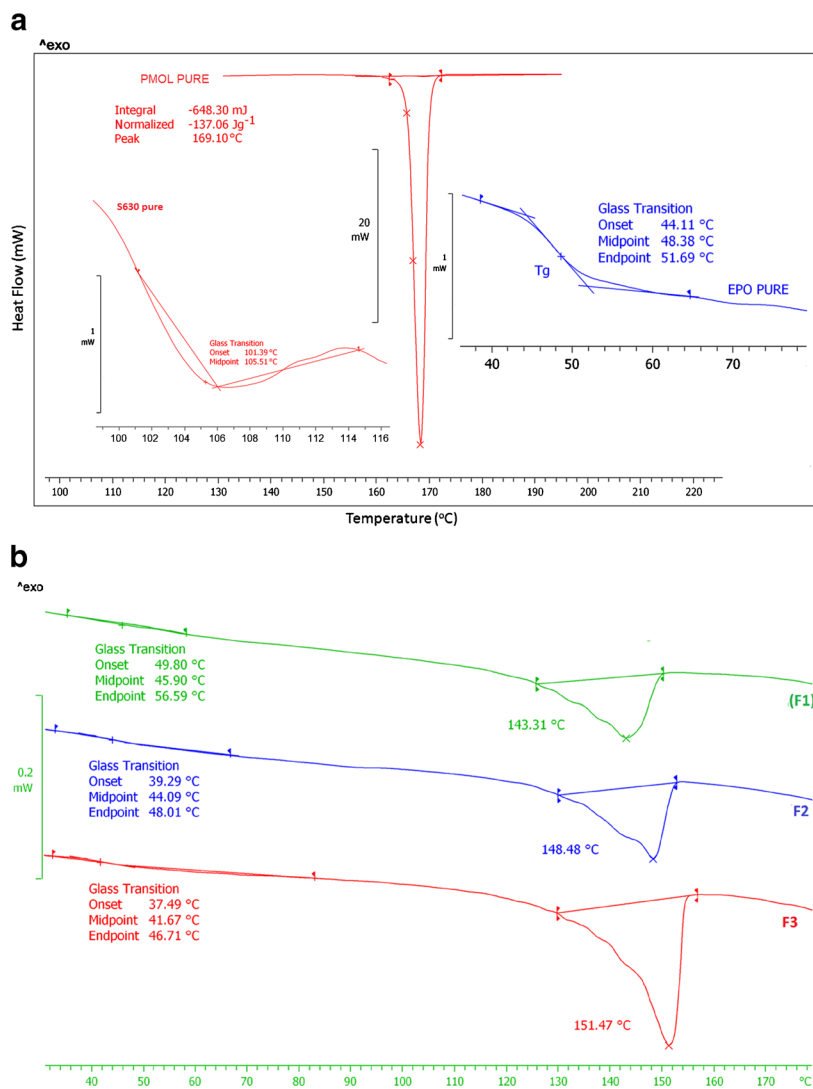 a
^exo
PMOL PURE
Integral -648.30 mJ
Normalized -137.06 Jg-1
Peak 169.10 °C
S630 pure
20
mW
Glass Transition
Onset 44.11 °C
Midpoint 48.38 °C
Endpoint 51.69 °C
1
mW
Tg
EPO PURE
Heat Flow (mW)
1
mW
Glass Transition
Onset 101.39 °C
Midpoint 105.51 °C
40 50 60 70
100 102 104 106 108 110 112 114 116
100 110 120 130 140 150 160 170 180 190 200 210 220
Temperature (°C)
b
^exo
Glass Transition
Onset 49.80 °C
Midpoint 45.90 °C
Endpoint 56.59 °C
(F1)
143.31 °C
0.2
mW
Glass Transition
Onset 39.29 °C
Midpoint 44.09 °C
Endpoint 48.01 °C
F2
148.48 °C
Glass Transition
Onset 37.49 °C
Midpoint 41.67 °C
Endpoint 46.71 °C
F3
151.47 °C
40 50 60 70 80 90 100 110 120 130 140 150 160 170 °C